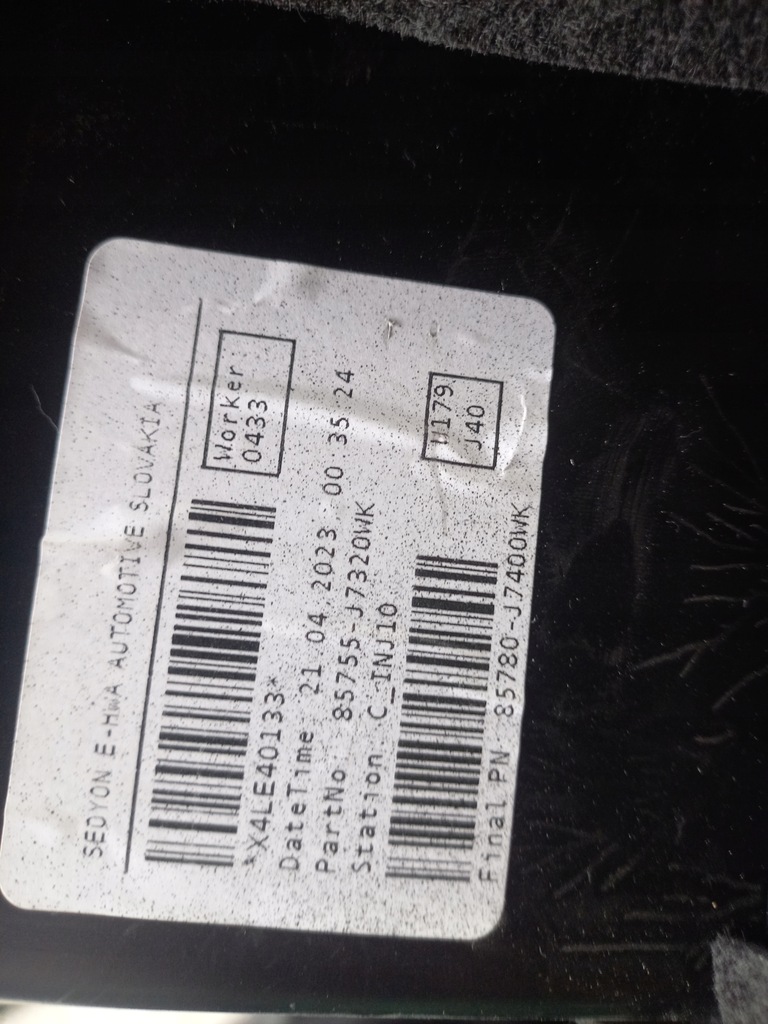 SEOYON E-HWA AUTOMOTIVE SLOVAKIA
Worker
0433
*X4LE40133*
DateTime 21.04.2023 00:35:24
PartNo 85755-J7320WK
Station C_INJ10
W179
J40
Final PN 85780-J7400WK